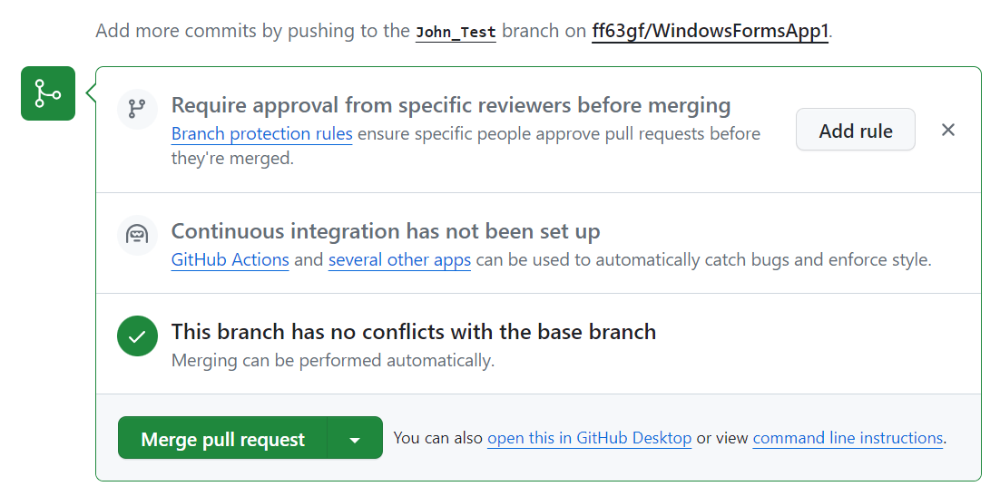 Add more commits by pushing to the John_Test branch on ff63gf/WindowsFormsApp1.
Require approval from specific reviewers before merging
Branch protection rules ensure specific people approve pull requests before
they're merged.
Add rule
Continuous integration has not been set up
GitHub Actions and several other apps can be used to automatically catch bugs and enforce style.
This branch has no conflicts with the base branch
Merging can be performed automatically.
Merge pull request
You can also open this in GitHub Desktop or view command line instructions.